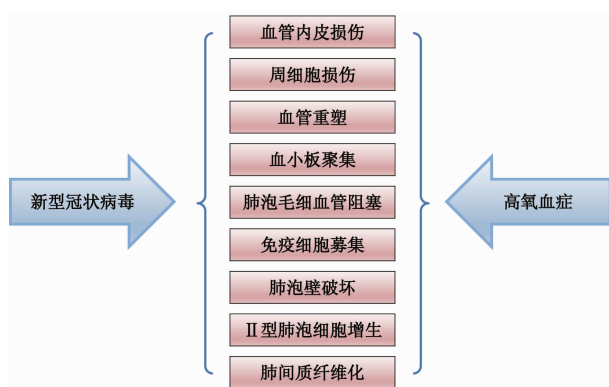 血管内皮损伤
周细胞损伤
血管重塑
血小板聚集
新型冠状病毒
肺泡毛细血管阻塞
高氧血症
免疫细胞募集
肺泡壁破坏
Ⅱ型肺泡细胞增生
肺间质纤维化